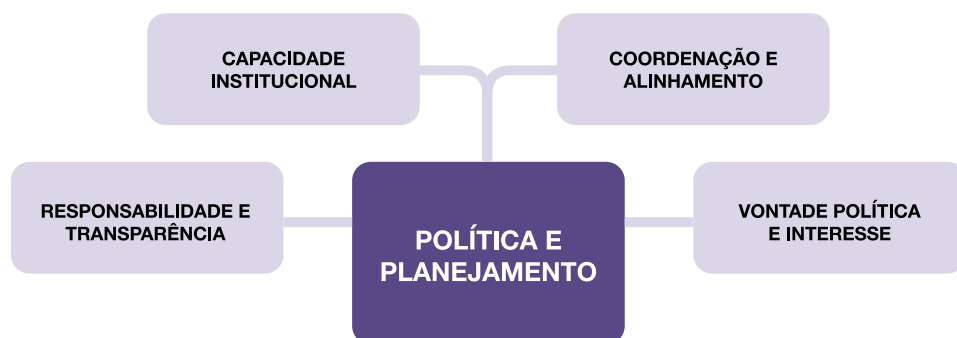 CAPACIDADE
INSTITUCIONAL
COORDENAÇÃO E
ALINHAMENTO
RESPONSABILIDADE E
TRANSPARÊNCIA
POLÍTICA E
PLANEJAMENTO
VONTADE POLÍTICA
E INTERESSE